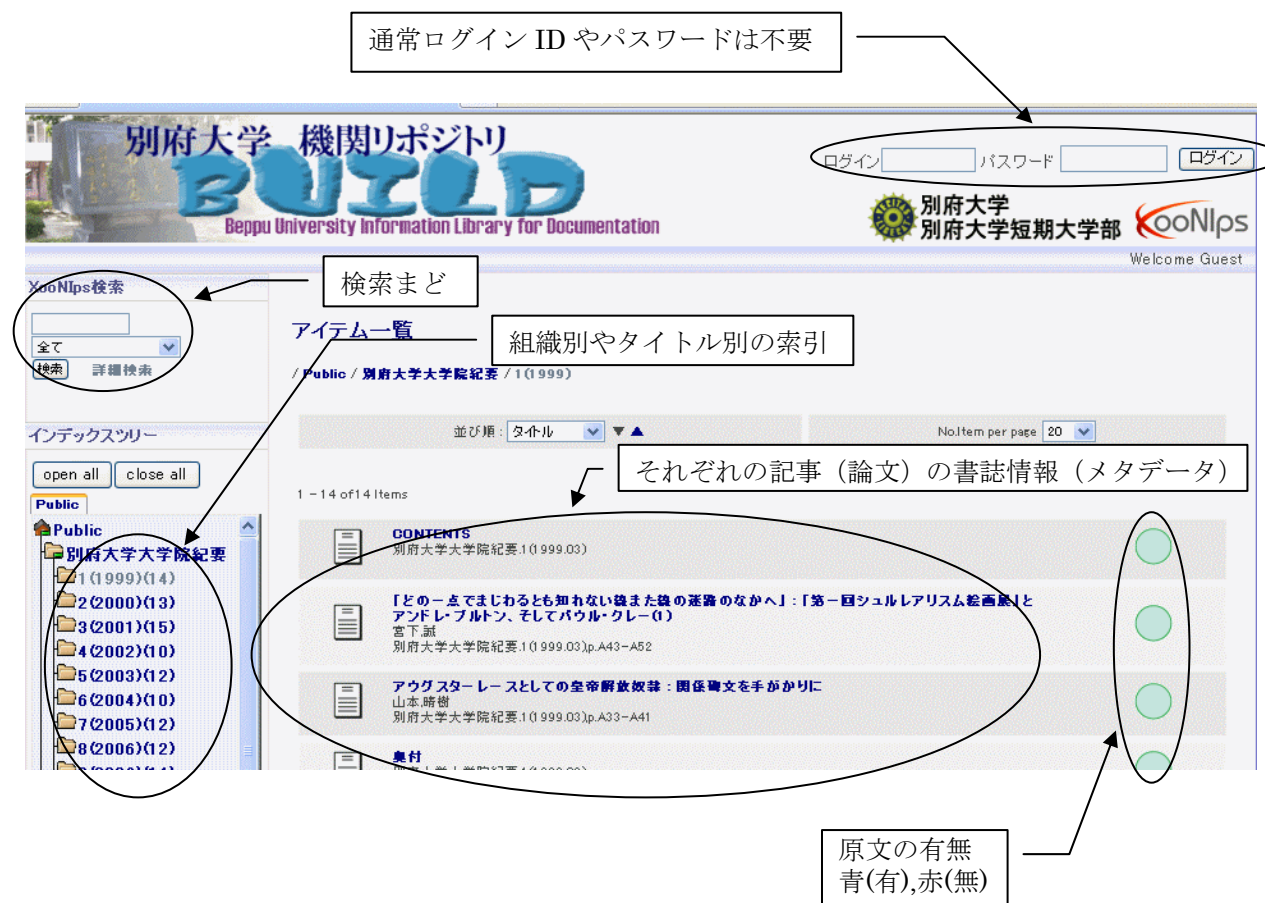 通常ログイン ID やパスワードは不要
別府大学 機関リポジトリ
BUILD
Beppu University Information Library for Documentation
ログイン パスワード ログイン
別府大学
別府大学短期大学部
XooNIps
Welcome Guest
XooNIps検索
検索まど
全て
検索 詳細検索
アイテム一覧
組織別やタイトル別の索引
/ Public / 別府大学大学院紀要 / 1(1999)
インデックスツリー
並び順 : タイトル ▼ ▲
No.Item per page 20
open all close all
それぞれの記事（論文）の書誌情報（メタデータ）
Public
1 - 14 of 14 Items
Public
別府大学大学院紀要
1(1999)(14)
2(2000)(13)
3(2001)(15)
4(2002)(10)
5(2003)(12)
6(2004)(10)
7(2005)(12)
8(2006)(12)
CONTENTS
別府大学大学院紀要.1(1999.03)
「どの一点でまじわるとも知れない襞また襞の迷路のなかへ」:「第一回シュルレアリスム絵画展」と
アンドレ・ブルトン、そしてパウル・クレー(1)
宮下,誠
別府大学大学院紀要.1(1999.03),p.A43-A52
アウグスターレースとしての皇帝解放奴隷 : 関係碑文を手がかりに
山本,晴樹
別府大学大学院紀要.1(1999.03),p.A33-A41
奥付
原文の有無
青(有),赤(無)